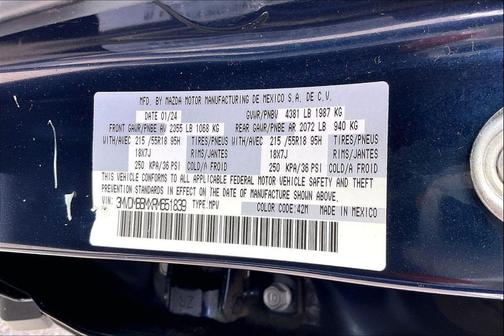 MFD. BY MAZDA MOTOR MANUFACTURING DE MEXICO S.A. DE C.V.
DATE 01/24 GVWR/PNBV 4381 LB 1987 KG
FRONT GAWR/PNBE AV 2355 LB 1068 KG REAR GAWR/PNBE AR 2072 LB 940 KG
WITH/AVEC 215/55R18 95H TIRES/PNEUS WITH/AVEC 215/55R18 95H TIRES/PNEUS
18X7J RIMS/JANTES 18X7J RIMS/JANTES
250 KPA/36 PSI COLD/A FROID 250 KPA/36 PSI COLD/A FROID
THIS VEHICLE CONFORMS TO ALL APPLICABLE FEDERAL MOTOR VEHICLE SAFETY AND THEFT
PREVENTION STANDARDS IN EFFECT ON THE DATE OF MANUFACTURE SHOWN ABOVE.
VIN: TYPE: MPV COLOR CODE: 42M MADE IN MEXICO